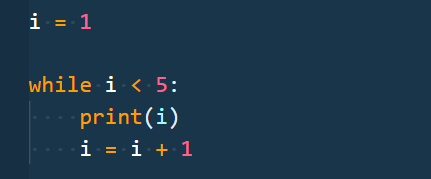 i = 1

while i < 5:
    print(i)
    i = i + 1